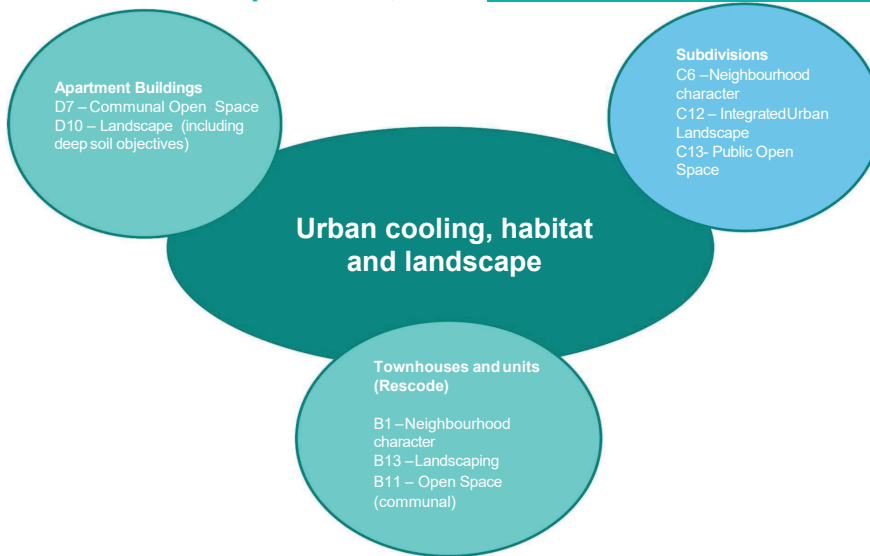 Apartment Buildings
D7 – Communal Open Space
D10 – Landscape (including
deep soil objectives)
Subdivisions
C6 –Neighbourhood
character
C12 – IntegratedUrban
Landscape
C13- Public Open
Space
Urban cooling, habitat
and landscape
Townhouses and units
(Rescode)
B1 –Neighbourhood
character
B13 –Landscaping
B11 – Open Space
(communal)